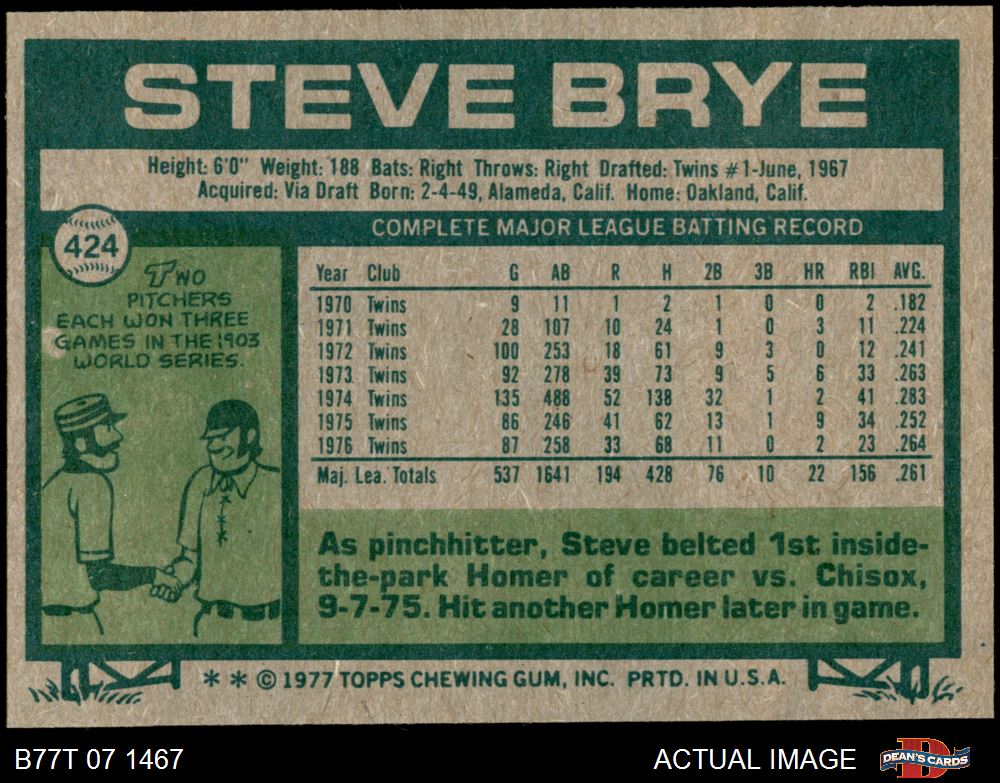 STEVE BRYE
Height: 6'0" Weight: 188 Bats: Right Throws: Right Drafted: Twins #1-June, 1967
Acquired: Via Draft Born: 2-4-49, Alameda, Calif. Home: Oakland, Calif.
424
TWO
PITCHERS
EACH WON THREE
GAMES IN THE 1903
WORLD SERIES.
COMPLETE MAJOR LEAGUE BATTING RECORD
Year Club G AB R H 2B 3B HR RBI AVG.
1970 Twins 9 11 1 2 1 0 0 2 .182
1971 Twins 28 107 10 24 1 0 3 11 .224
1972 Twins 100 253 18 61 9 3 0 12 .241
1973 Twins 92 278 39 73 9 5 6 33 .263
1974 Twins 135 488 52 138 32 1 2 41 .283
1975 Twins 86 246 41 62 13 1 9 34 .252
1976 Twins 87 258 33 68 11 0 2 23 .264
Maj. Lea. Totals 537 1641 194 428 76 10 22 156 .261
As pinchhitter, Steve belted 1st inside-
the-park Homer of career vs. Chisox,
9-7-75. Hit another Homer later in game.
* * © 1977 TOPPS CHEWING GUM, INC. PRTD. IN U.S.A.
B77T 07 1467
ACTUAL IMAGE
DEAN'S CARDS